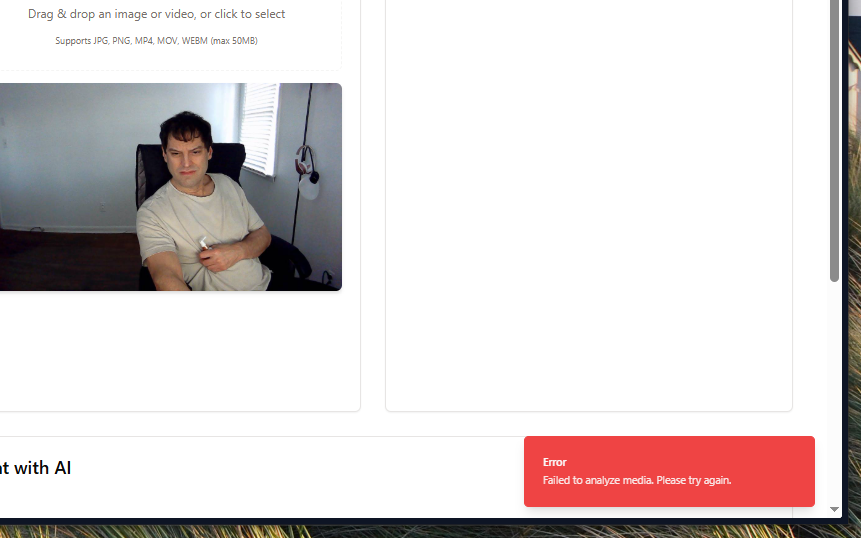 Drag & drop an image or video, or click to select
Supports JPG, PNG, MP4, MOV, WEBM (max 50MB)
at with AI
Error
Failed to analyze media. Please try again.